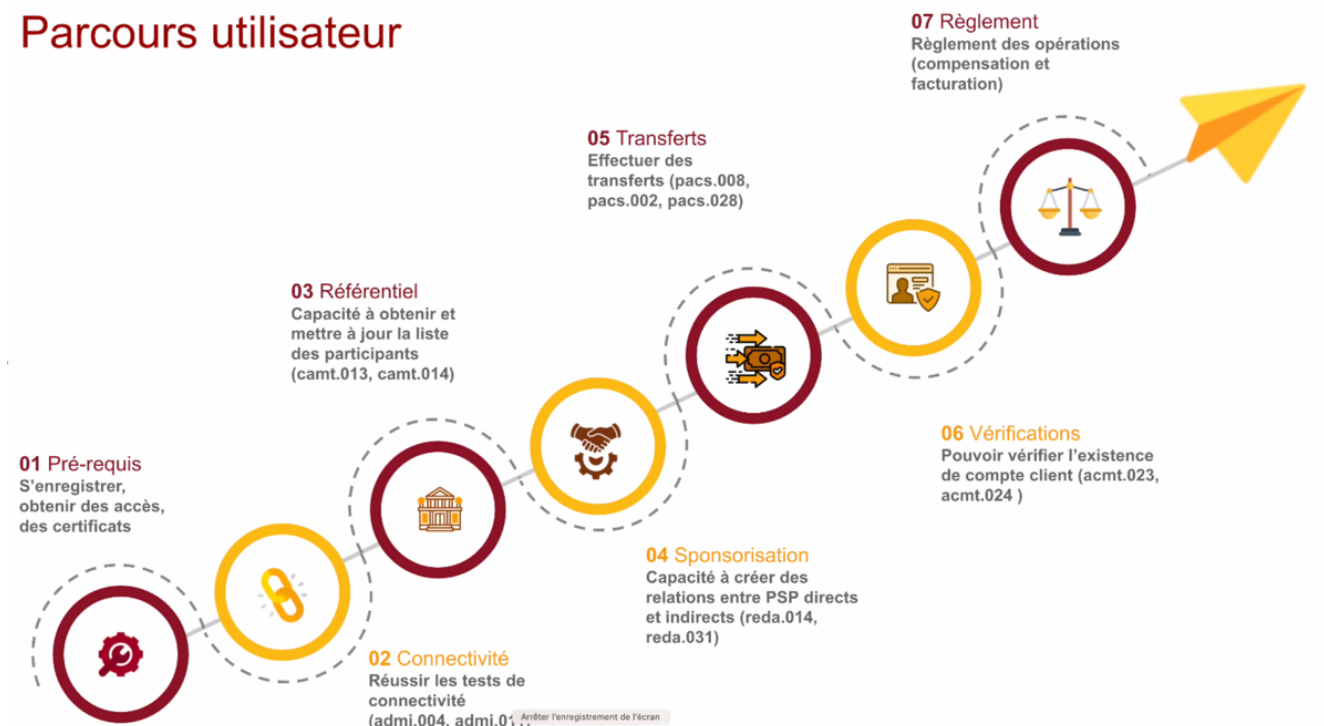 Parcours utilisateur
01 Pré-requis
S'enregistrer,
obtenir des accès,
des certificats
02 Connectivité
Réussir les tests de
connectivité
(admi.004,
03 Référentiel
Capacité à obtenir et
mettre à jour la liste
des participants
(camt.013, camt.014)
04 Sponsorisation
Capacité à créer des
relations entre PSP directs
et indirects (reda.014,
reda.031)
05 Transferts
Effectuer des
transferts (pacs.008,
pacs.002, pacs.028)
06 Vérifications
Pouvoir vérifier l'existence
de compte client (acmt.023,
acmt.024 )
07 Règlement
Règlement des opérations
(compensation et
facturation)
Arrêter l'enregistrement de l'écran